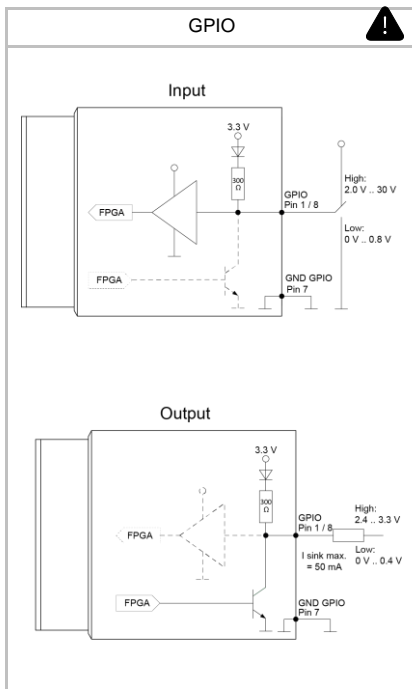 GPIO
Input
3.3 V
300
Ω
GPIO
Pin 1 / 8
High:
2.0 V .. 30 V
Low:
0 V .. 0.8 V
FPGA
FPGA
GND GPIO
Pin 7
Output
3.3 V
300
Ω
GPIO
Pin 1 / 8
High:
2.4 .. 3.3 V
FPGA
I sink max.
= 50 mA
Low:
0 V .. 0.4 V
FPGA
GND GPIO
Pin 7